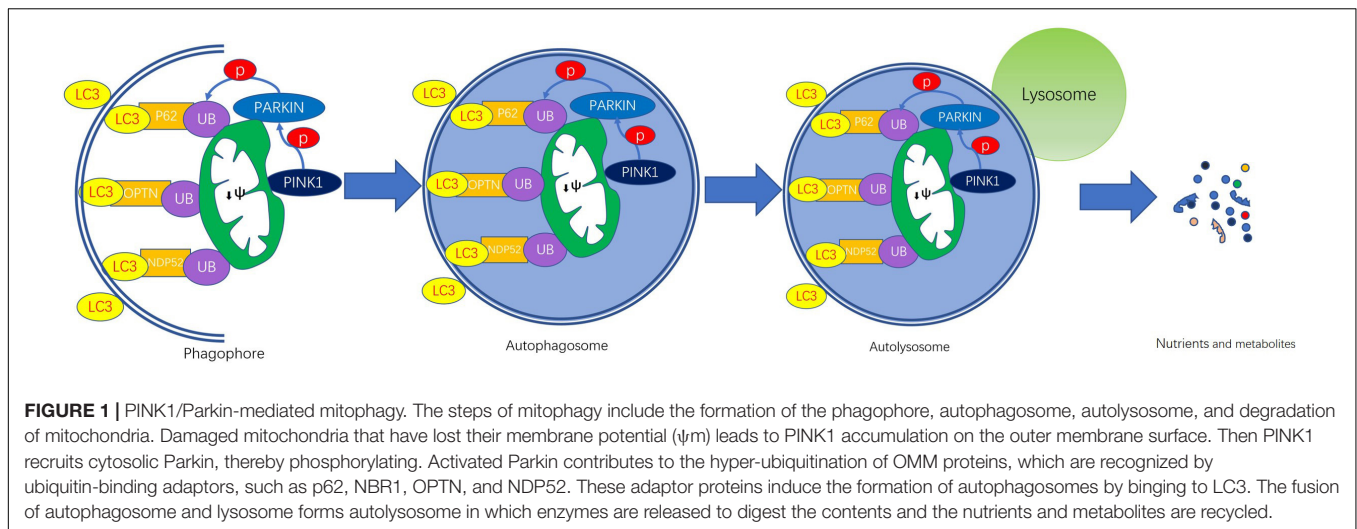 p
LC3
LC3
P62
UB
PARKIN
p
LC3
OPTN
UB
↓ψ
PINK1
LC3
NDP52
UB
LC3
Phagophore
LC3
p
LC3
P62
UB
PARKIN
p
LC3
OPTN
UB
↓ψ
PINK1
LC3
NDP52
UB
LC3
Autophagosome
LC3
p
LC3
P62
UB
PARKIN
p
LC3
OPTN
UB
↓ψ
PINK1
LC3
NDP52
UB
LC3
Autolysosome
Lysosome
Nutrients and metabolites
FIGURE 1 | PINK1/Parkin-mediated mitophagy. The steps of mitophagy include the formation of the phagophore, autophagosome, autolysosome, and degradation
of mitochondria. Damaged mitochondria that have lost their membrane potential (ψm) leads to PINK1 accumulation on the outer membrane surface. Then PINK1
recruits cytosolic Parkin, thereby phosphorylating. Activated Parkin contributes to the hyper-ubiquitination of OMM proteins, which are recognized by
ubiquitin-binding adaptors, such as p62, NBR1, OPTN, and NDP52. These adaptor proteins induce the formation of autophagosomes by binging to LC3. The fusion
of autophagosome and lysosome forms autolysosome in which enzymes are released to digest the contents and the nutrients and metabolites are recycled.